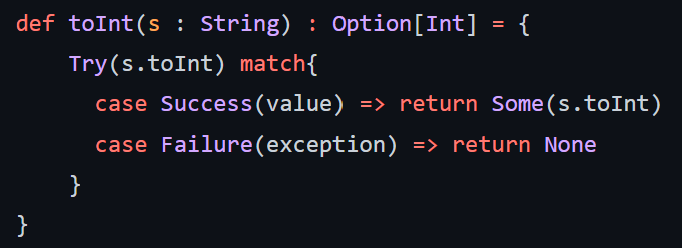 def toInt(s : String) : Option[Int] = {
    Try(s.toInt) match{
      case Success(value) => return Some(s.toInt)
      case Failure(exception) => return None
    }
}